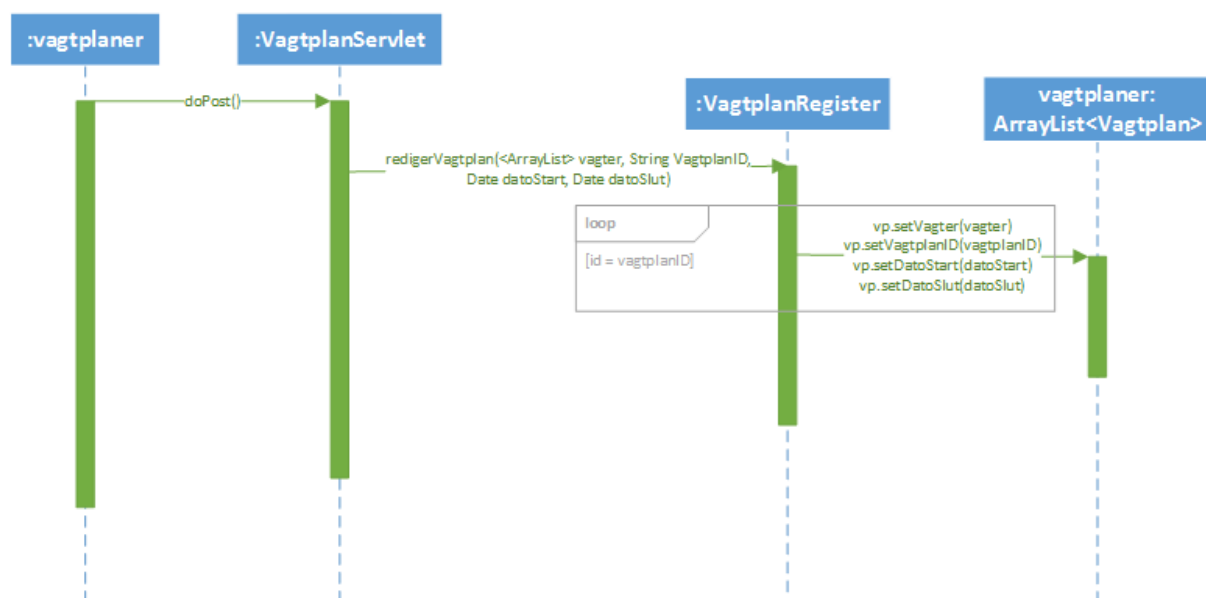 :vagtplaner
:VagtplanServlet
:VagtplanRegister
vagtplaner:
ArrayList<Vagtplan>
doPost()
redigerVagtplan(<ArrayList> vagter, String VagtplanID,
Date datoStart, Date datoSlut)
loop
[id = vagtplanID]
vp.setVagter(vagter)
vp.setVagtplanID(vagtplanID)
vp.setDatoStart(datoStart)
vp.setDatoSlut(datoSlut)